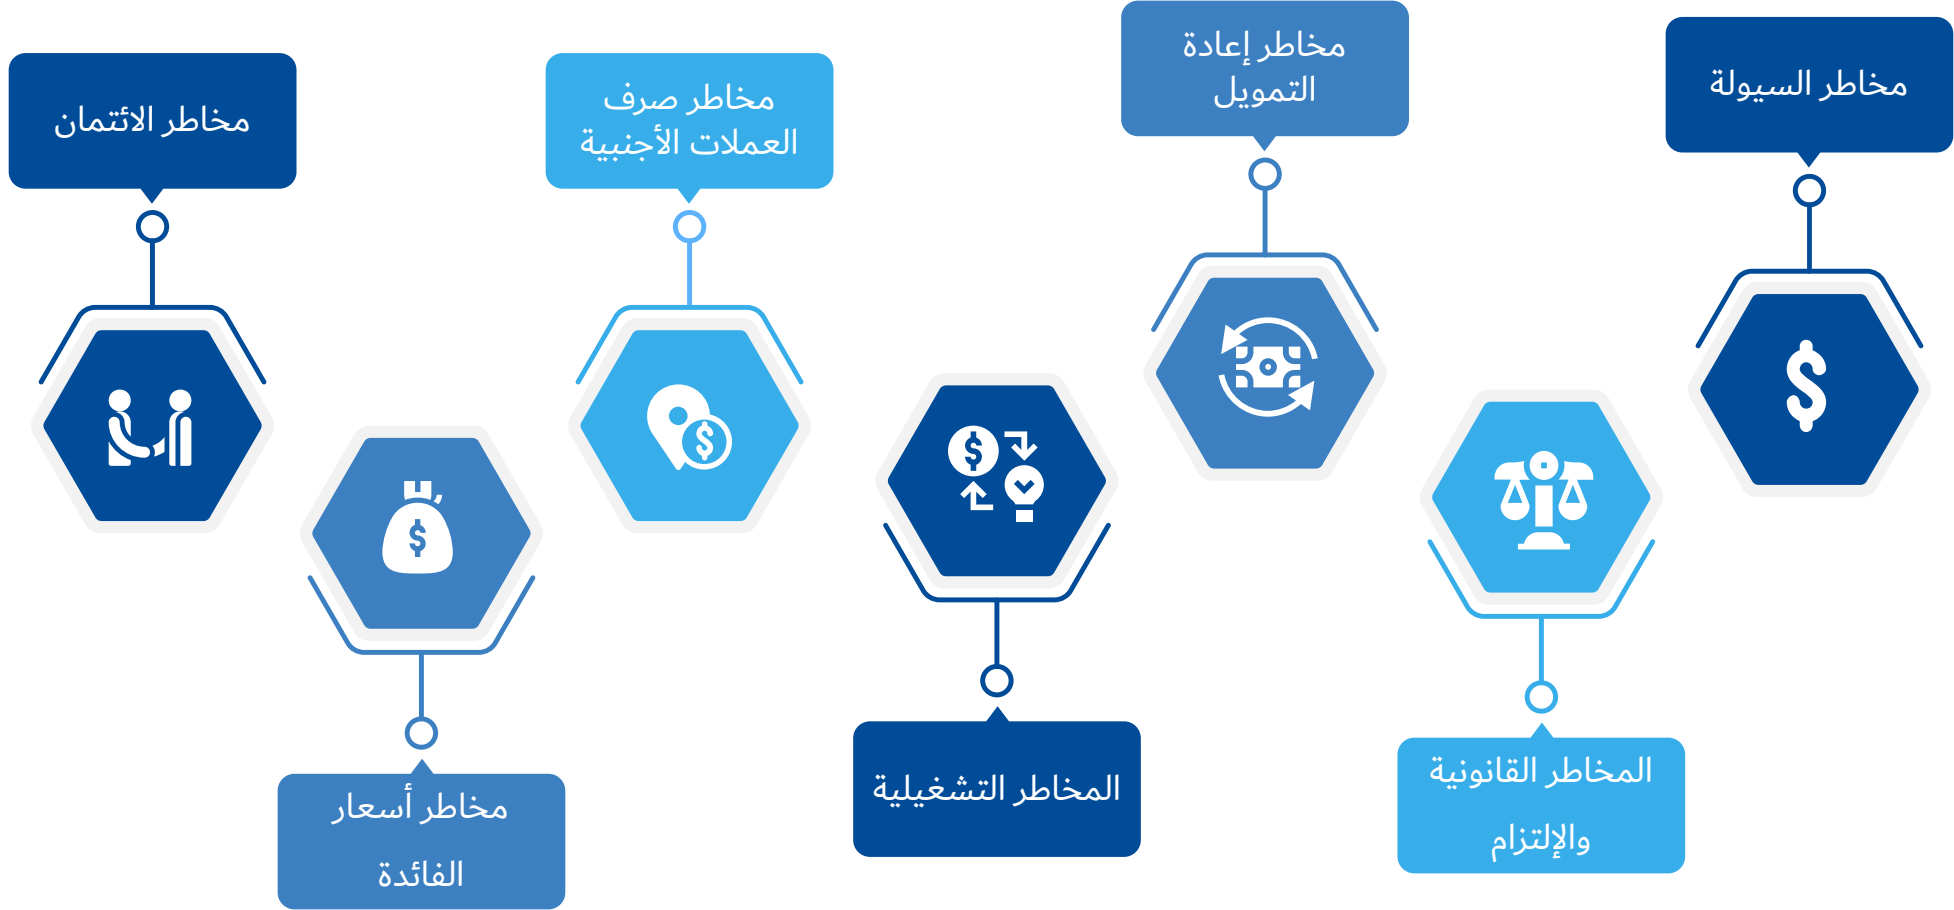 مخاطر السيولة
المخاطر القانونية
والإلتزام
مخاطر إعادة
التمويل
المخاطر التشغيلية
مخاطر صرف
العملات الأجنبية
مخاطر أسعار
الفائدة
مخاطر الائتمان